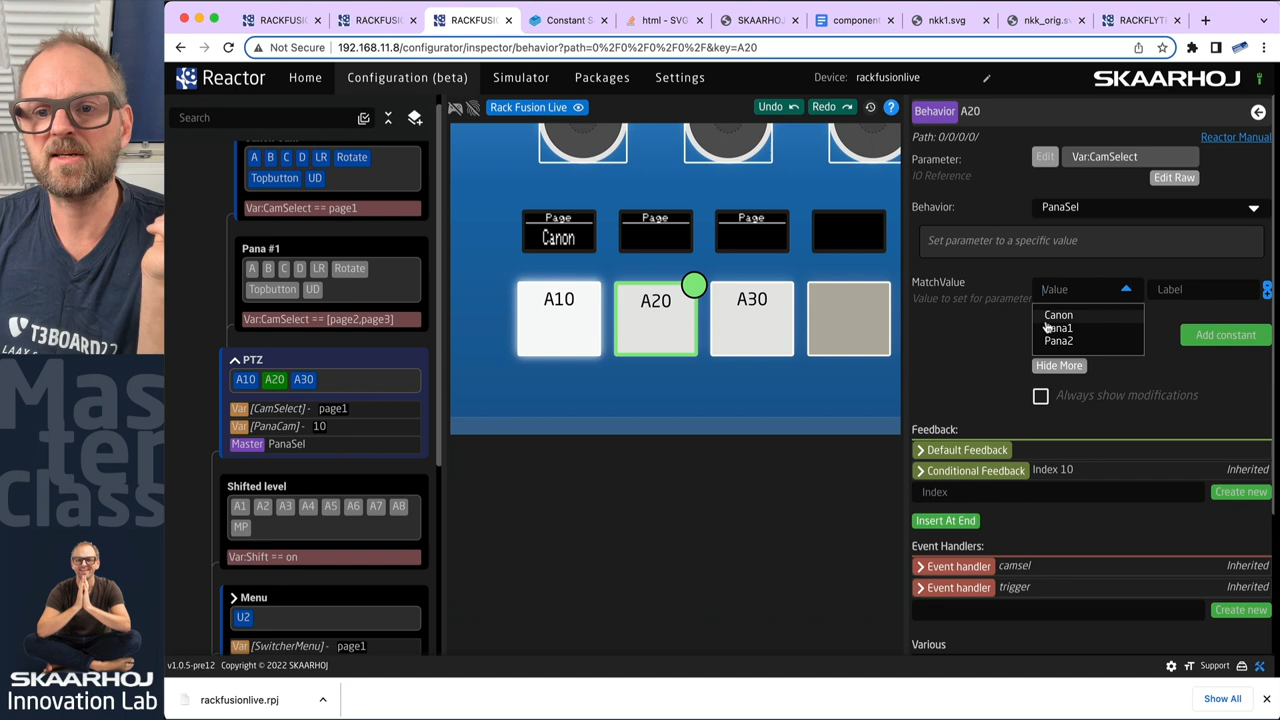 RACKFUSIC
RACKFUSIC
RACKFUSIO
Constant S
html - SVG
SKAARHOJ
component
nkk1.svg
nkk_orig.sv
RACKFLYT
Not Secure
192.168.11.8/configurator/inspector/behavior?path=0%2F0%2F0%2F0%2F&key=A20
Reactor
Home
Configuration (beta)
Simulator
Packages
Settings
Device: rackfusionlive
SKAARHOJ
Search
A B C D LR Rotate
Topbutton UD
Var:CamSelect == page1
Pana #1
A B C D LR Rotate
Topbutton UD
Var:CamSelect == [page2,page3]
PTZ
A10 A20 A30
Var [CamSelect]- page1
Var [PanaCam]- 10
Master PanaSel
Shifted level
A1 A2 A3 A4 A5 A6 A7 A8
MP
Var:Shift == on
Menu
U2
Var [SwitcherMenu]- page1
Rack Fusion Live
Undo
Redo
?
Page Page Page
Canon
A10 A20 A30
Behavior A20
Path: 0/0/0/0/
Reactor Manual
Parameter:
IO Reference
Edit
Var:CamSelect
Edit Raw
Behavior:
PanaSel
Set parameter to a specific value
MatchValue
Value to set for parameter
Value
Label
Canon
Pana2
Add constant
Hide More
Always show modifications
Feedback:
Default Feedback
Conditional Feedback Index 10 Inherited
Index
Create new
Insert At End
Event Handlers:
Event handler camsel Inherited
Event handler trigger Inherited
Create new
Various
v1.0.5-pre12 Copyright © 2022 SKAARHOJ
Support
T3BOARD
Mas
ter
Class
SKAARHOJ
Innovation Lab
rackfusionlive.rpj
Show All